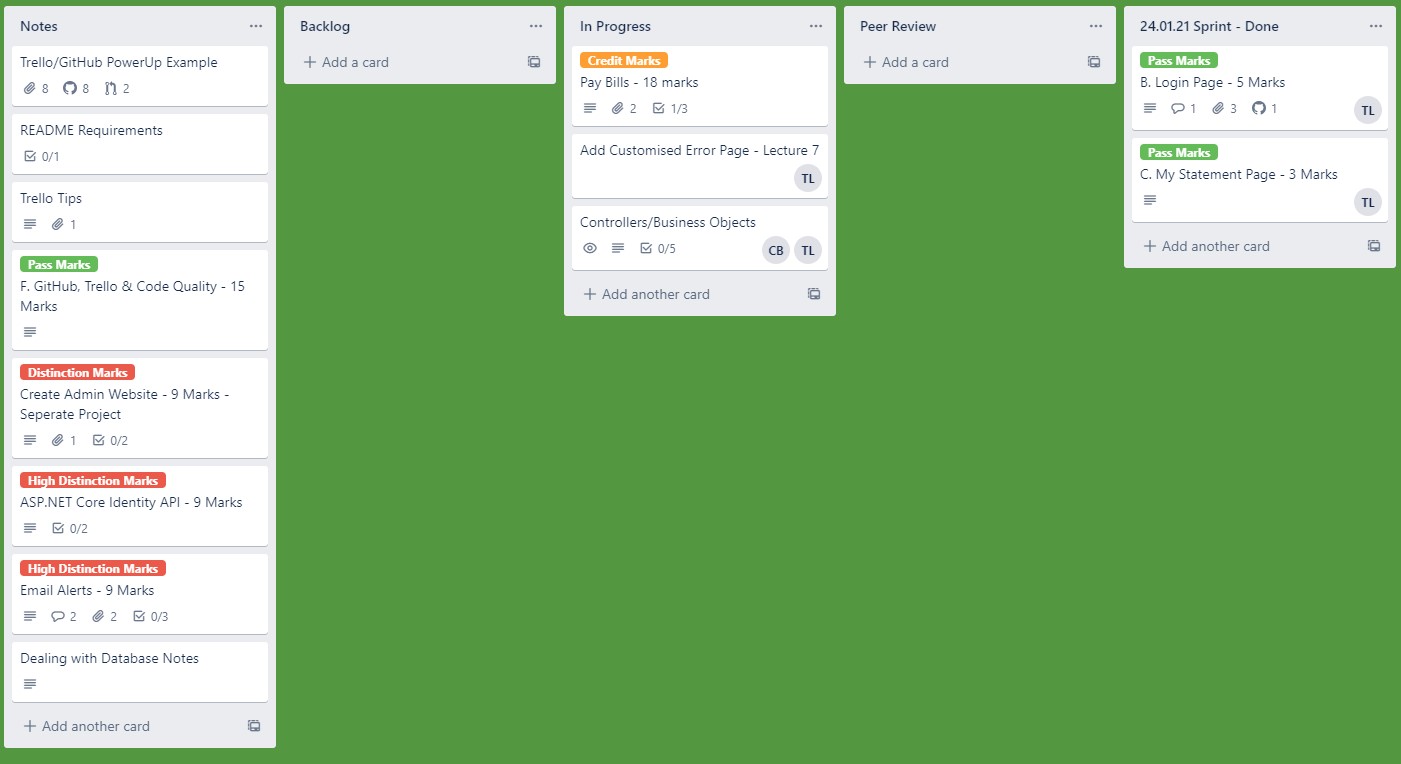 Notes
Trello/GitHub PowerUp Example
8 8 2
README Requirements
0/1
Trello Tips
1
Pass Marks
F. GitHub, Trello & Code Quality - 15
Marks
Distinction Marks
Create Admin Website - 9 Marks -
Seperate Project
1 0/2
High Distinction Marks
ASP.NET Core Identity API - 9 Marks
0/2
High Distinction Marks
Email Alerts - 9 Marks
2 2 0/3
Dealing with Database Notes
Add another card
Backlog
Add a card
In Progress
Credit Marks
Pay Bills - 18 marks
2 1/3
Add Customised Error Page - Lecture 7
TL
Controllers/Business Objects
0/5 CB TL
Add another card
Peer Review
Add a card
24.01.21 Sprint - Done
Pass Marks
B. Login Page - 5 Marks
1 3 1 TL
Pass Marks
C. My Statement Page - 3 Marks
TL
Add another card